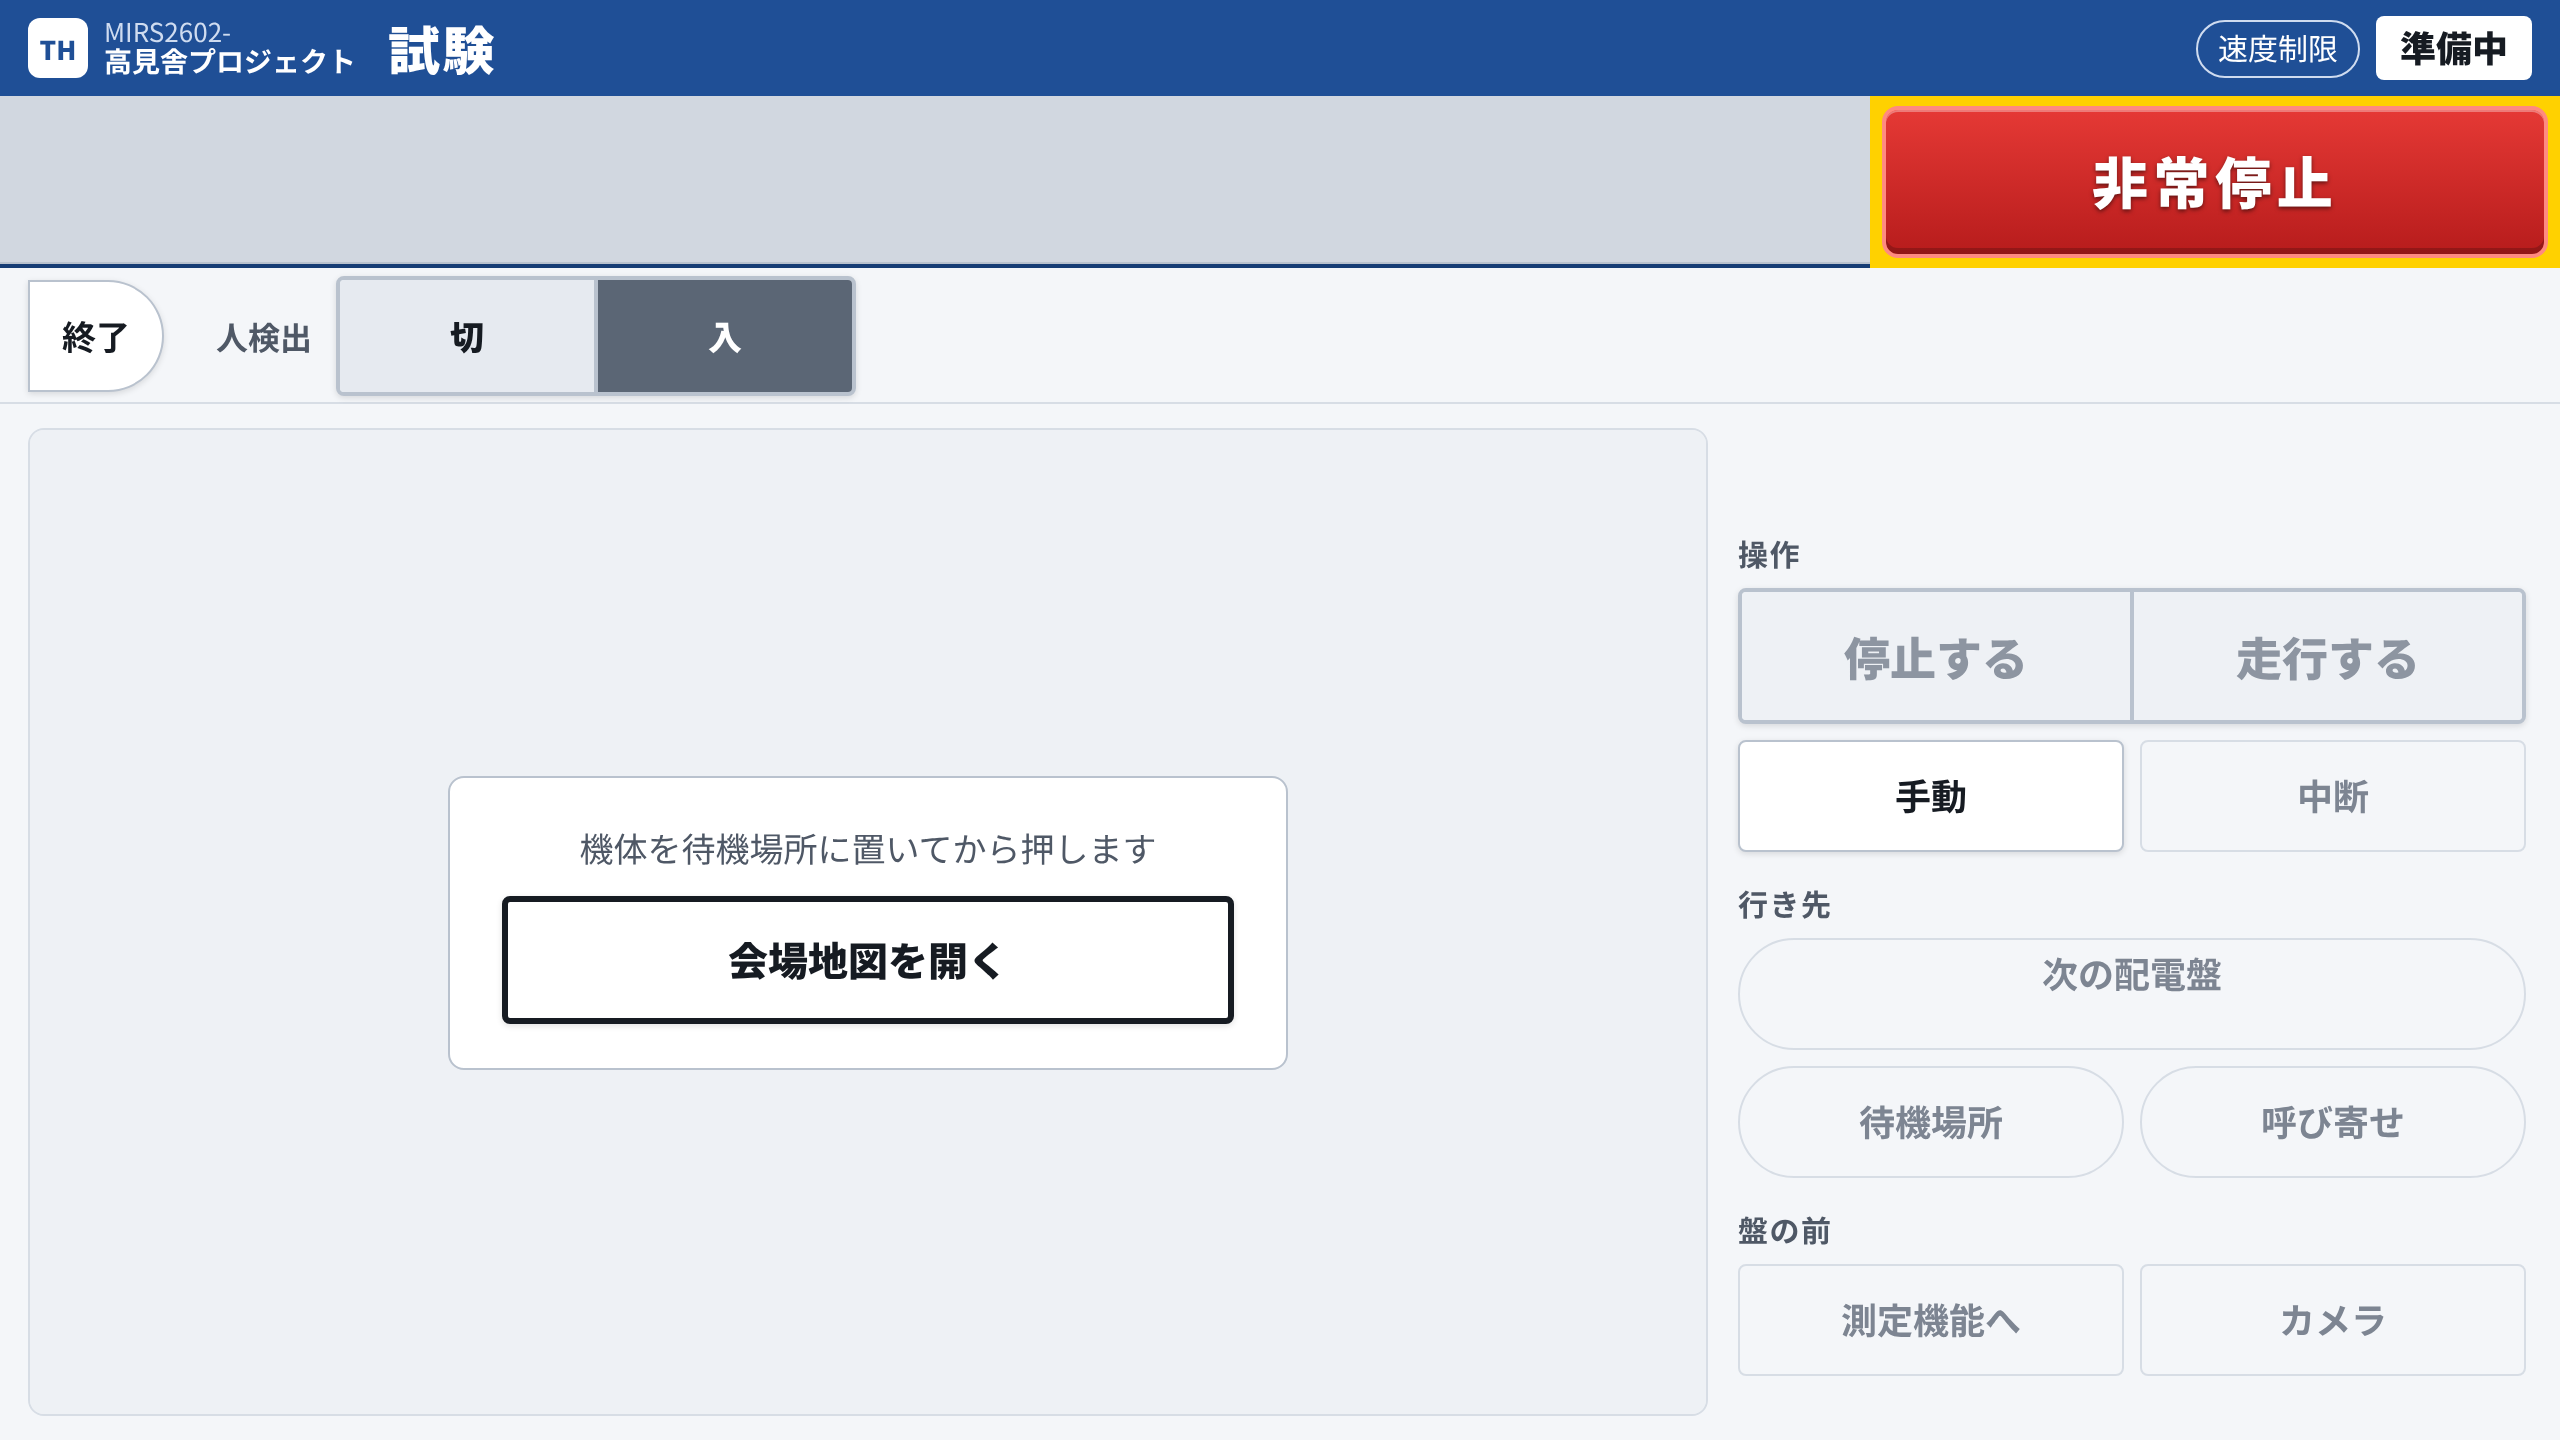 TH
MIRS2602-
高見舎プロジェクト
試験
速度制限
準備中
非常停止
終了
人検出
切
入
機体を待機場所に置いてから押します
会場地図を開く
操作
停止する
走行する
手動
中断
行き先
次の配電盤
待機場所
呼び寄せ
盤の前
測定機能へ
カメラ